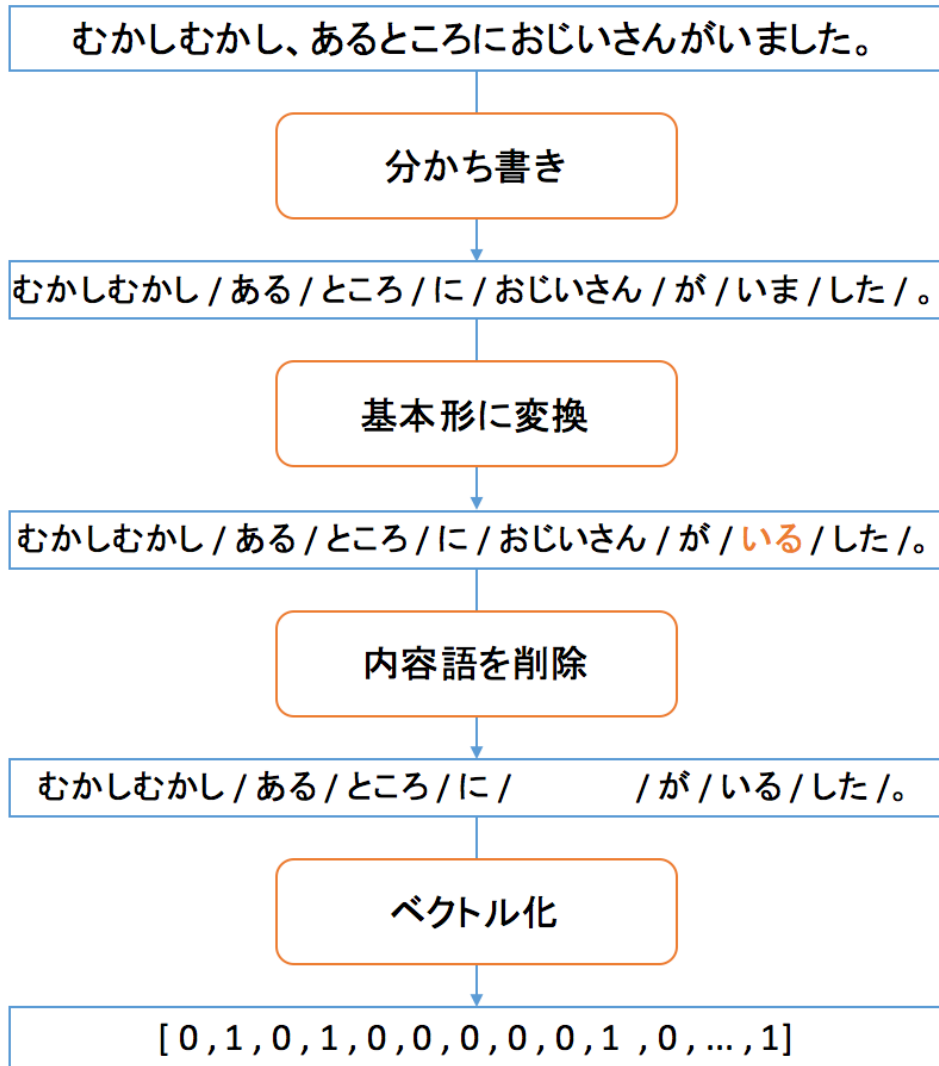 むかしむかし、あるところにおじいさんがいました。
分かち書き
むかしむかし / ある / ところ / に / おじいさん / が / いま / した / 。
基本形に変換
むかしむかし / ある / ところ / に / おじいさん / が / いる / した /。
内容語を削除
むかしむかし / ある / ところ / に / / が / いる / した /。
ベクトル化
[ 0 , 1 , 0 , 1 , 0 , 0 , 0 , 0 , 0 , 1 , 0 , ... , 1]